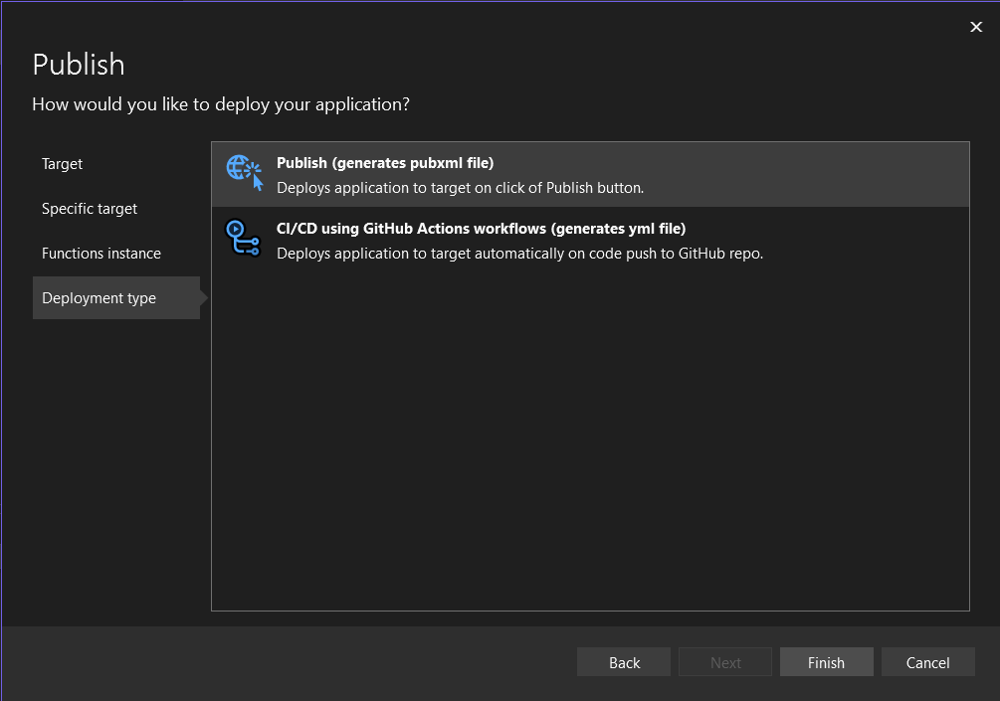 Publish
How would you like to deploy your application?
Target
Specific target
Functions instance
Deployment type
Publish (generates pubxml file)
Deploys application to target on click of Publish button.
CI/CD using GitHub Actions workflows (generates yml file)
Deploys application to target automatically on code push to GitHub repo.
Back
Next
Finish
Cancel